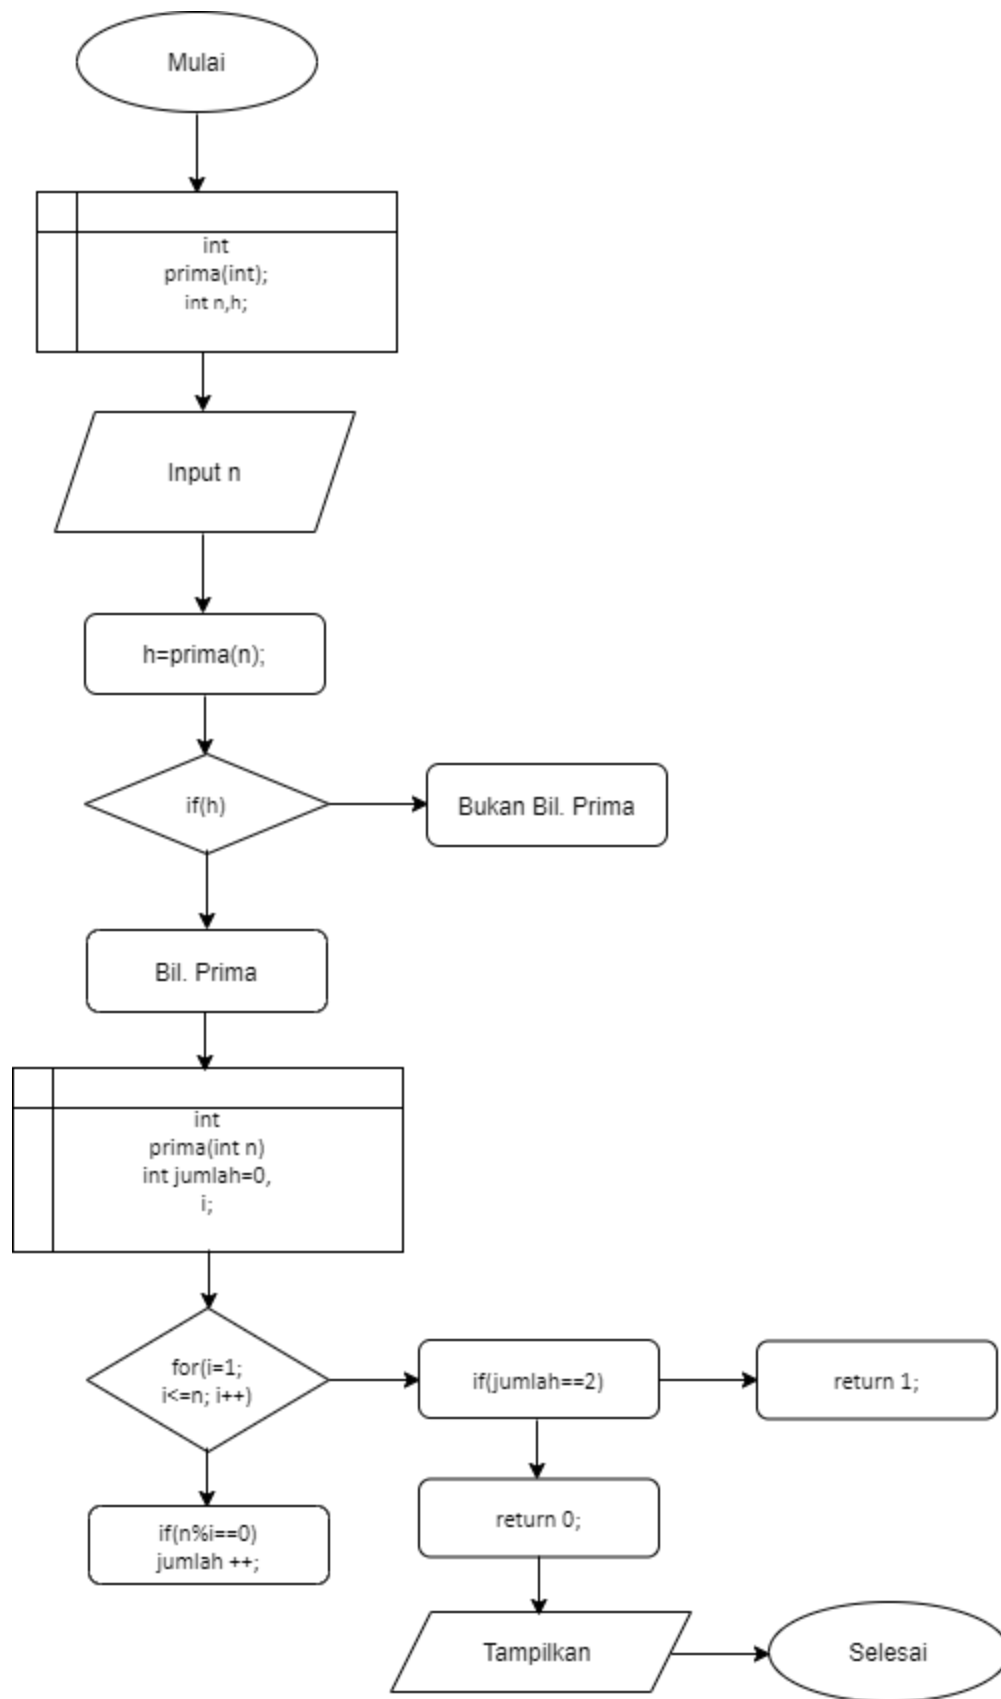 Mulai
int
prima(int);
int n,h;
Input n
h=prima(n);
if(h)
Bukan Bil. Prima
Bil. Prima
int
prima(int n)
int jumlah=0,
i;
for(i=1;
i<=n; i++)
if(jumlah==2)
return 1;
if(n%i==0)
jumlah ++;
return 0;
Tampilkan
Selesai